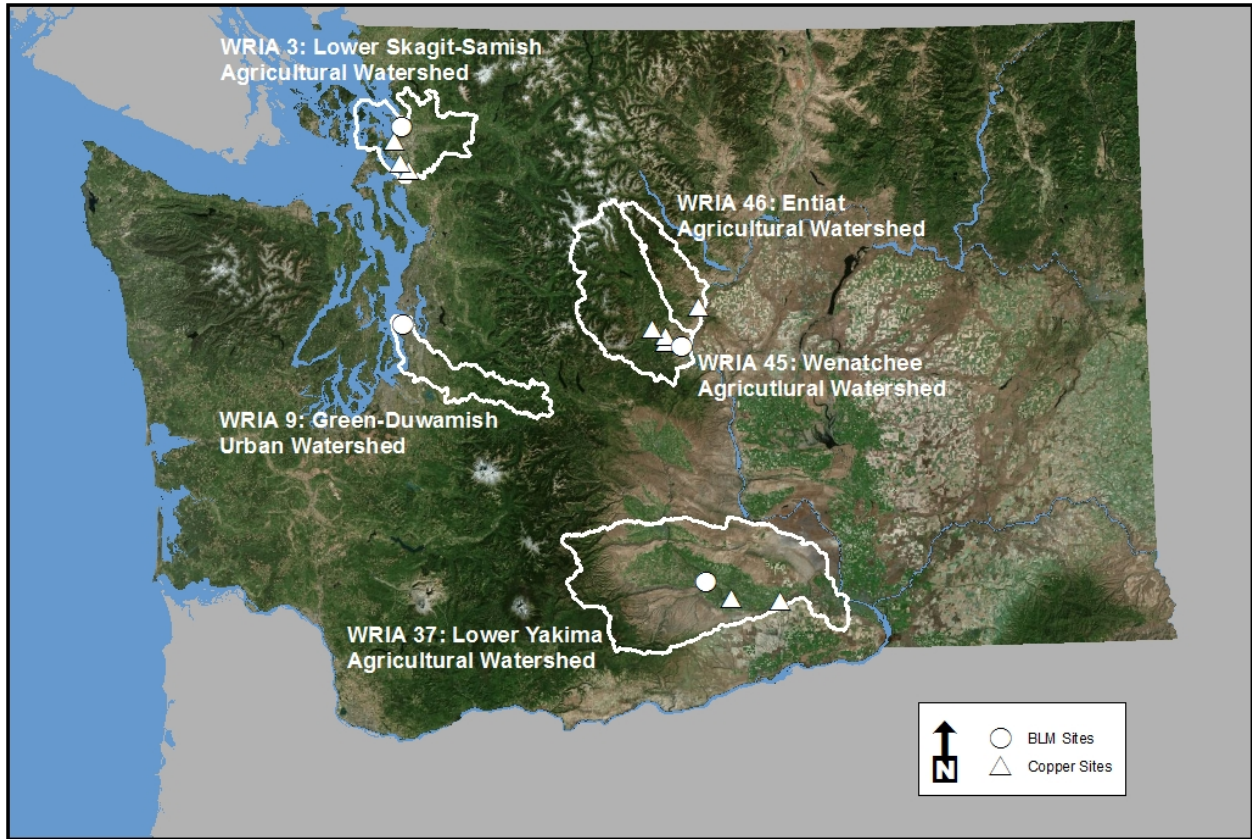 WRIA 3: Lower Skagit-Samish
Agricultural Watershed
WRIA 46: Entiat
Agricultural Watershed
WRIA 45: Wenatchee
Agricutlural Watershed
WRIA 9: Green-Duwamish
Urban Watershed
WRIA 37: Lower Yakima
Agricultural Watershed
N
BLM Sites
Copper Sites